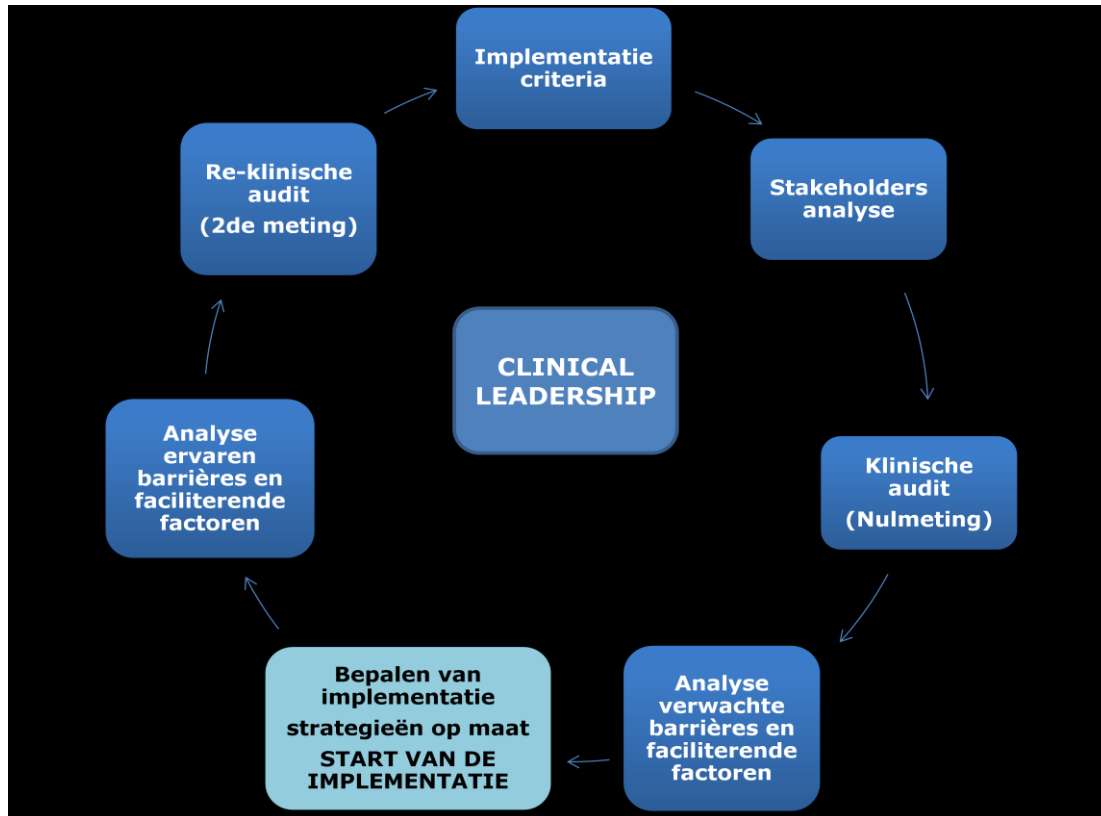 Implementatie
criteria
Stakeholders
analyse
Klinische
audit
(Nulmeting)
Analyse
verwachte
barrières en
faciliterende
factoren
Bepalen van
implementatie
strategieën op maat
START VAN DE
IMPLEMENTATIE
Analyse
ervaren
barrières en
faciliterende
factoren
Re-klinische
audit
(2de meting)
CLINICAL
LEADERSHIP